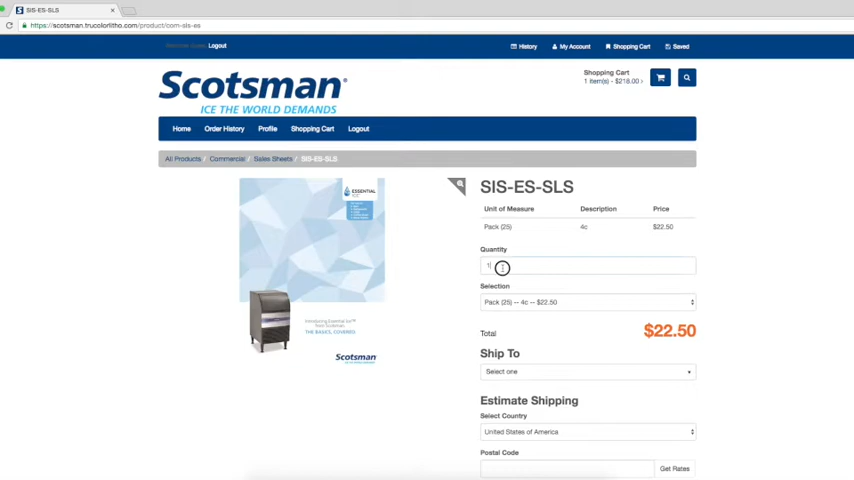 SIS-ES-SLS
https://scotsman.trucolorlitho.com/product/com-sis-es
Logout
History
My Account
Shopping Cart
Saved
Scotsman®
ICE THE WORLD DEMANDS
Shopping Cart
1 item(s) - $218.00 ›
Home
Order History
Profile
Shopping Cart
Logout
All Products / Commercial / Sales Sheets / SIS-ES-SLS
ESSENTIAL
ICE
Introducing Essential Ice™
from Scotsman
THE BASICS, COVERED
Scotsman
SIS-ES-SLS
Unit of Measure Description Price
Pack (25) 4c $22.50
Quantity
1
Selection
Pack (25) -- 4c -- $22.50
Total $22.50
Ship To
Select one
Estimate Shipping
Select Country
United States of America
Postal Code
Get Rates